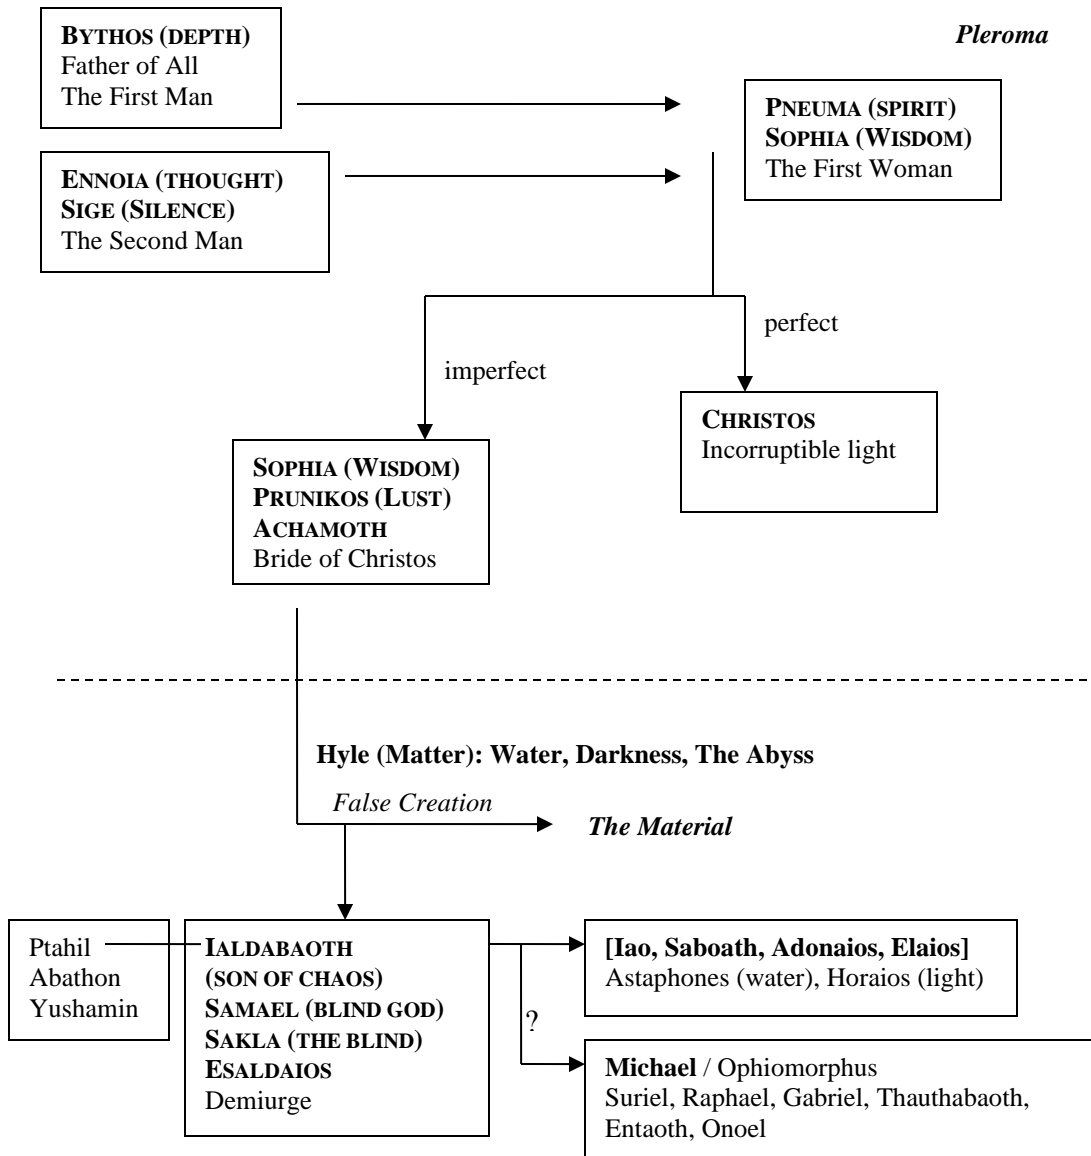 BYTHOS (DEPTH)
Father of All
The First Man
Pleroma
PNEUMA (SPIRIT)
SOPHIA (WISDOM)
The First Woman
ENNOIA (THOUGHT)
SIGE (SILENCE)
The Second Man
perfect
imperfect
CHRISTOS
Incorruptible light
SOPHIA (WISDOM)
PRUNIKOS (LUST)
ACHAMOTH
Bride of Christos
Hyle (Matter): Water, Darkness, The Abyss
False Creation
The Material
Ptahil
Abathon
Yushamin
IALDABAOTH
(SON OF CHAOS)
SAMAEL (BLIND GOD)
SAKLA (THE BLIND)
ESALDAIOS
Demiurge
[Iao, Saboath, Adonaios, Elaios]
Astaphones (water), Horaios (light)
?
Michael / Ophiomorphus
Suriel, Raphael, Gabriel, Thauthabaoth,
Entaoth, Onoel